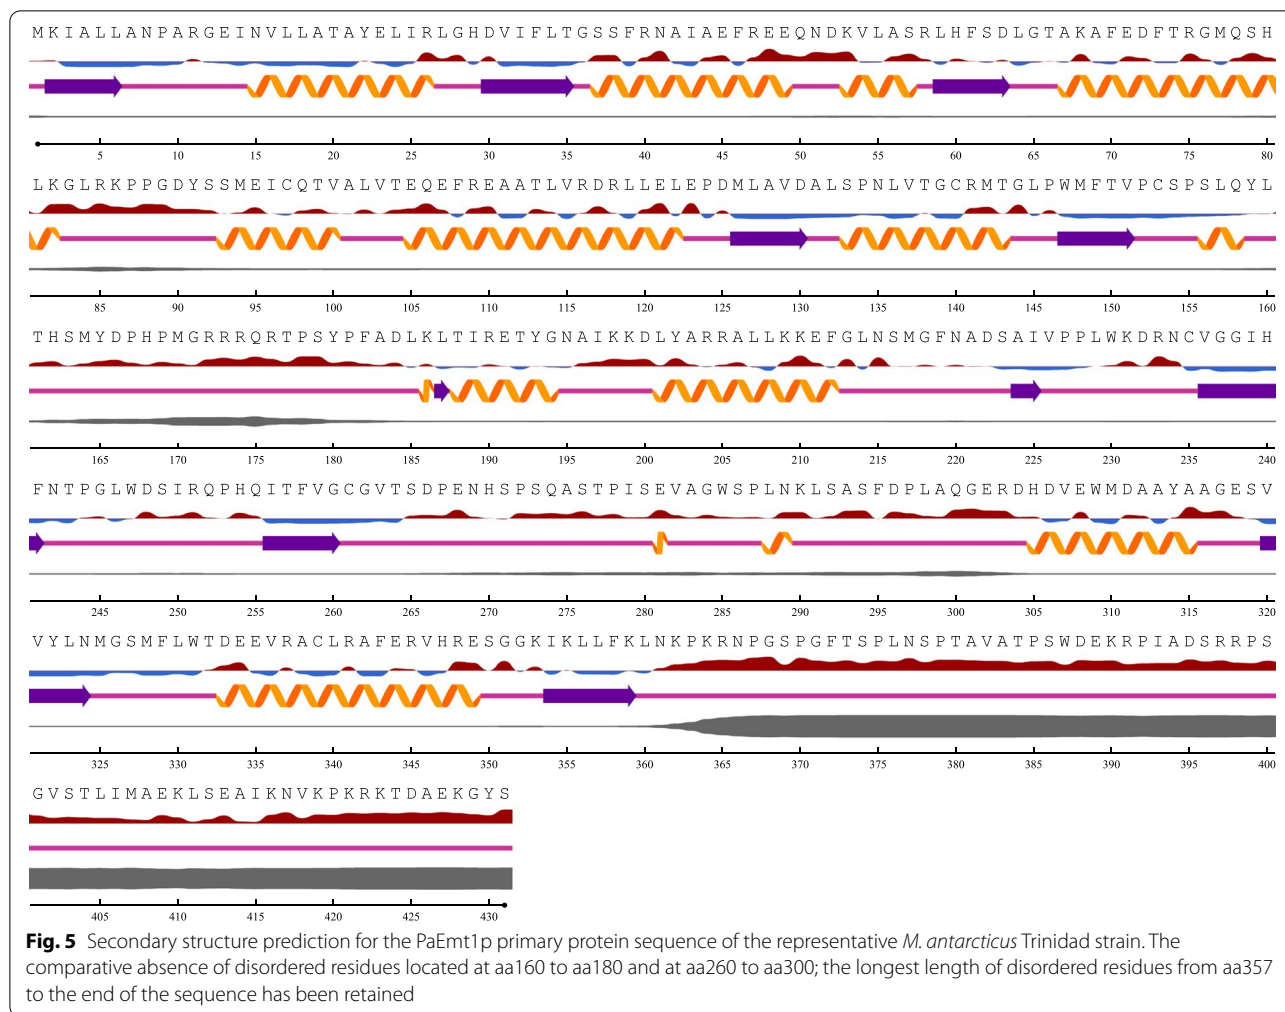 M K I A L L A N P A R G E I N V L L A T A Y E L I R L G H D V I F L T G S S F R N A I A E F R E E Q N D K V L A S R L H F S D L G T A K A F E D F T R G M Q S H
5 10 15 20 25 30 35 40 45 50 55 60 65 70 75 80
L K G L R K P P G D Y S S M E I C Q T V A L V T E Q E F R E A A T L V R D R L L E L E P D M L A V D A L S P N L V T G C R M T G L P W M F T V P C S P S L Q Y L
85 90 95 100 105 110 115 120 125 130 135 140 145 150 155 160
T H S M Y D P H P M G R R R Q R T P S Y P F A D L K L T I R E T Y G N A I K K D L Y A R R A L L K K E F G L N S M G F N A D S A I V P P L W K D R N C V G G I H
165 170 175 180 185 190 195 200 205 210 215 220 225 230 235 240
F N T P G L W D S I R Q P H Q I T F V G C G V T S D P E N H S P S Q A S T P I S E V A G W S P L N K L S A S F D P L A Q G E R D H D V E W M D A A Y A A G E S V
245 250 255 260 265 270 275 280 285 290 295 300 305 310 315 320
V Y L N M G S M F L W T D E E V R A C L R A F E R V H R E S G G K I K L L F K L N K P K R N P G S P G F T S P L N S P T A V A T P S W D E K R P I A D S R R P S
325 330 335 340 345 350 355 360 365 370 375 380 385 390 395 400
G V S T L I M A E K L S E A I K N V K P K R K T D A E K G Y S
405 410 415 420 425 430
Fig. 5 Secondary structure prediction for the PaEmt1p primary protein sequence of the representative M. antarcticus Trinidad strain. The
comparative absence of disordered residues located at aa160 to aa180 and at aa260 to aa300; the longest length of disordered residues from aa357
to the end of the sequence has been retained